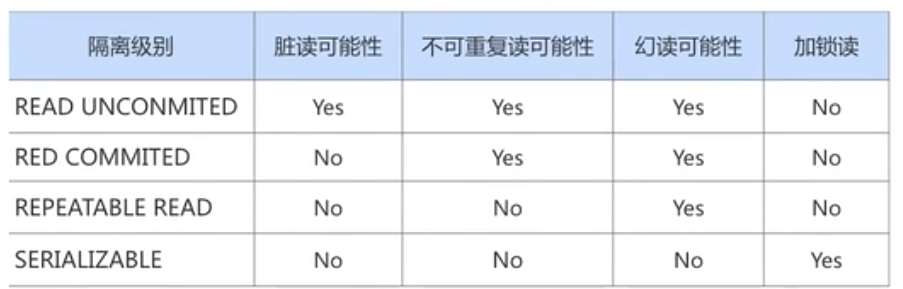 隔离级别 脏读可能性 不可重复读可能性 幻读可能性 加锁读
READ UNCONMITED Yes Yes Yes No
RED COMMITED No Yes Yes No
REPEATABLE READ No No Yes No
SERIALIZABLE No No No Yes